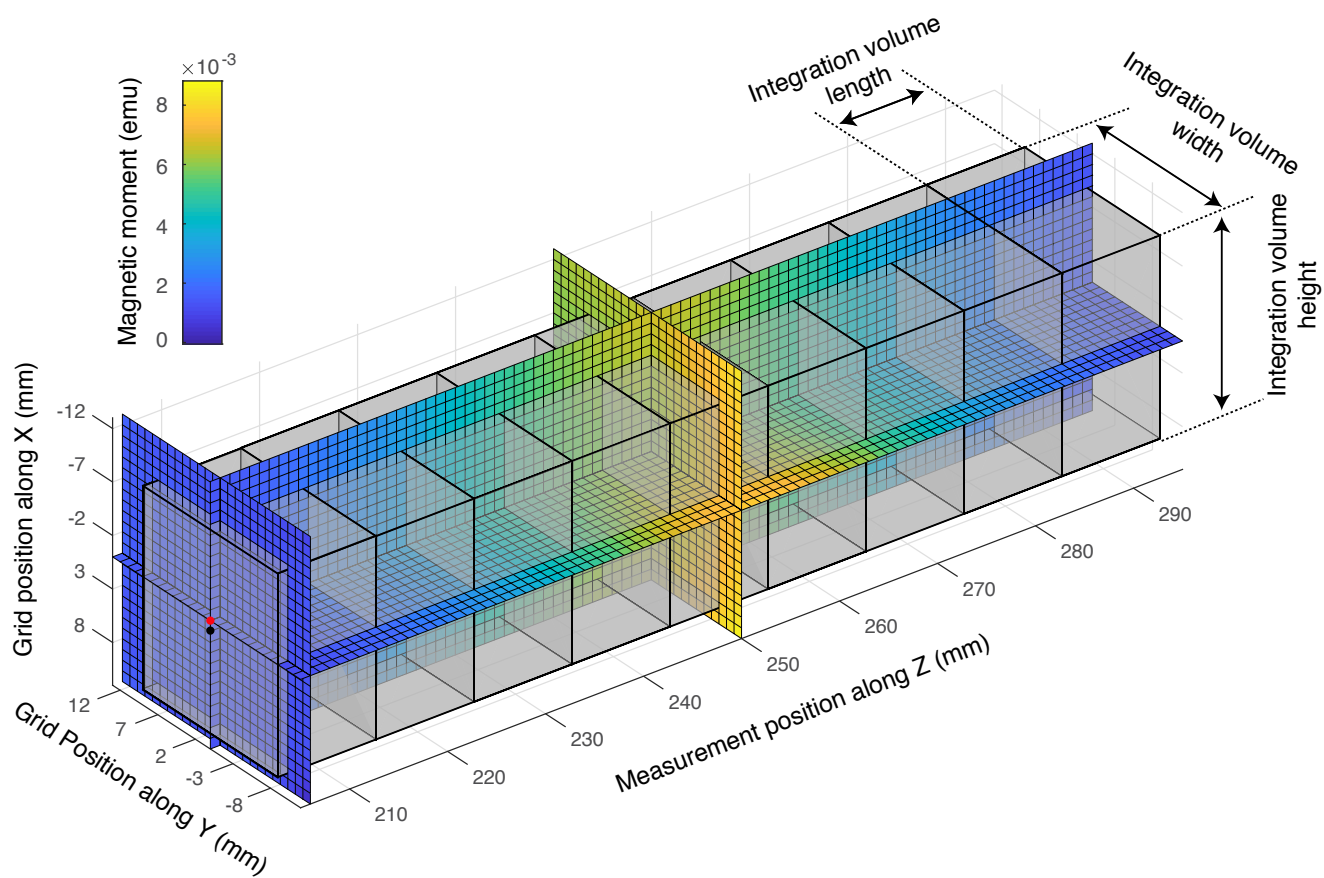 Integration volume
length
Integration volume
width
Integration volume
height
×10-3
Magnetic moment (emu)
8
6
4
2
0
Grid position along X (mm)
-12
-7
-2
3
8
Grid Position along Y (mm)
12
7
2
-3
-8
Measurement position along Z (mm)
210
220
230
240
250
260
270
280
290